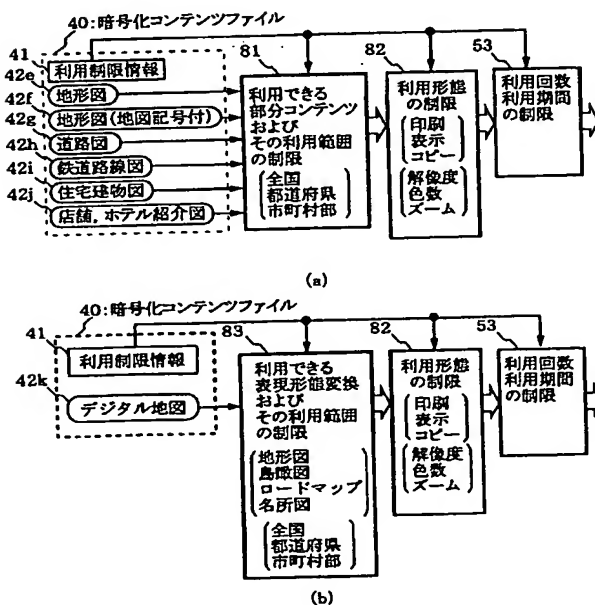 40:暗号化コンテンツファイル
41
利用制限情報
42e
地形図
42f
地形図(地図記号付)
42g
道路図
42h
鉄道路線図
42i
住宅建物図
42j
店舗,ホテル紹介図
81
利用できる
部分コンテンツ
および
その利用範囲
の制限
全国
都道府県
市町村部
82
利用形態
の制限
印刷
表示
コピー
解像度
色数
ズーム
53
利用回数
利用期間
の制限
(a)
40:暗号化コンテンツファイル
41
利用制限情報
42k
デジタル地図
83
利用できる
表現形態変換
および
その利用範囲
の制限
地形図
鳥瞰図
ロードマップ
名所図
全国
都道府県
市町村部
82
利用形態
の制限
印刷
表示
コピー
解像度
色数
ズーム
53
利用回数
利用期間
の制限
(b)